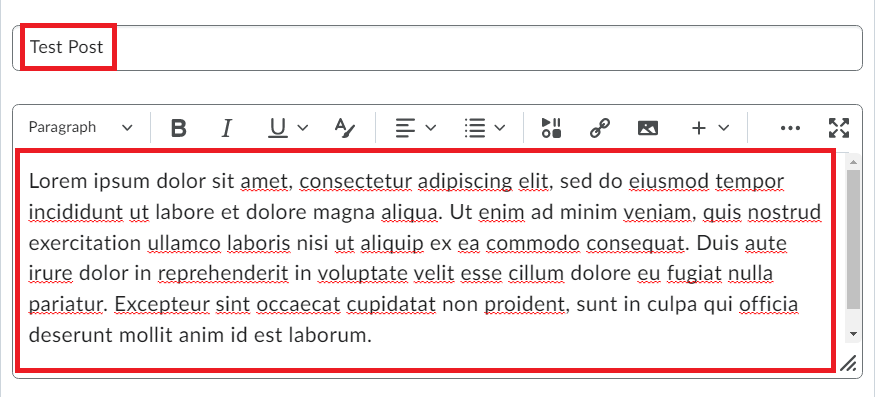 Test Post
Paragraph
Lorem ipsum dolor sit amet, consectetur adipiscing elit, sed do eiusmod tempor
incididunt ut labore et dolore magna aliqua. Ut enim ad minim veniam, quis nostrud
exercitation ullamco laboris nisi ut aliquip ex ea commodo consequat. Duis aute
irure dolor in reprehenderit in voluptate velit esse cillum dolore eu fugiat nulla
pariatur. Excepteur sint occaecat cupidatat non proident, sunt in culpa qui officia
deserunt mollit anim id est laborum.